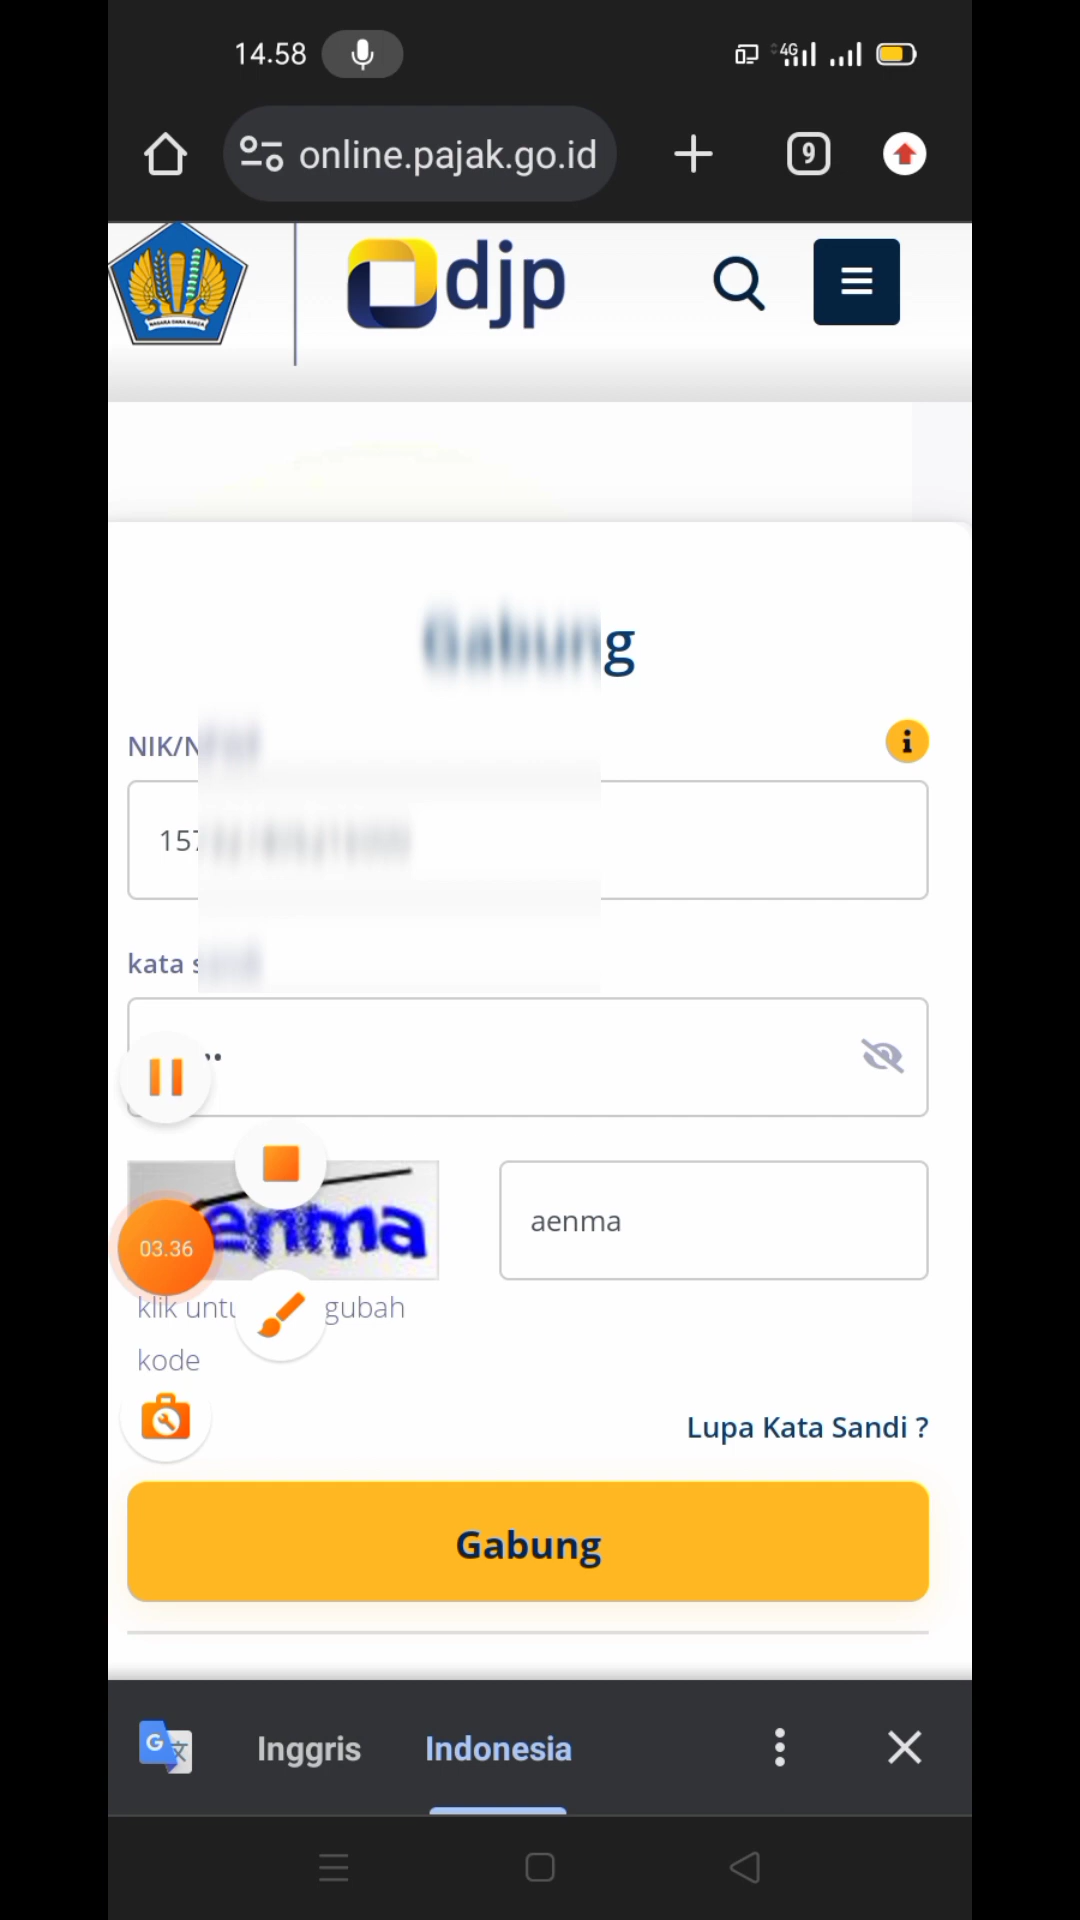 14.58
4G
online.pajak.go.id
9
djp
NIK/
157
kata
enma
aenma
03.36
klik gubah
kode
Lupa Kata Sandi ?
Gabung
Inggris
Indonesia